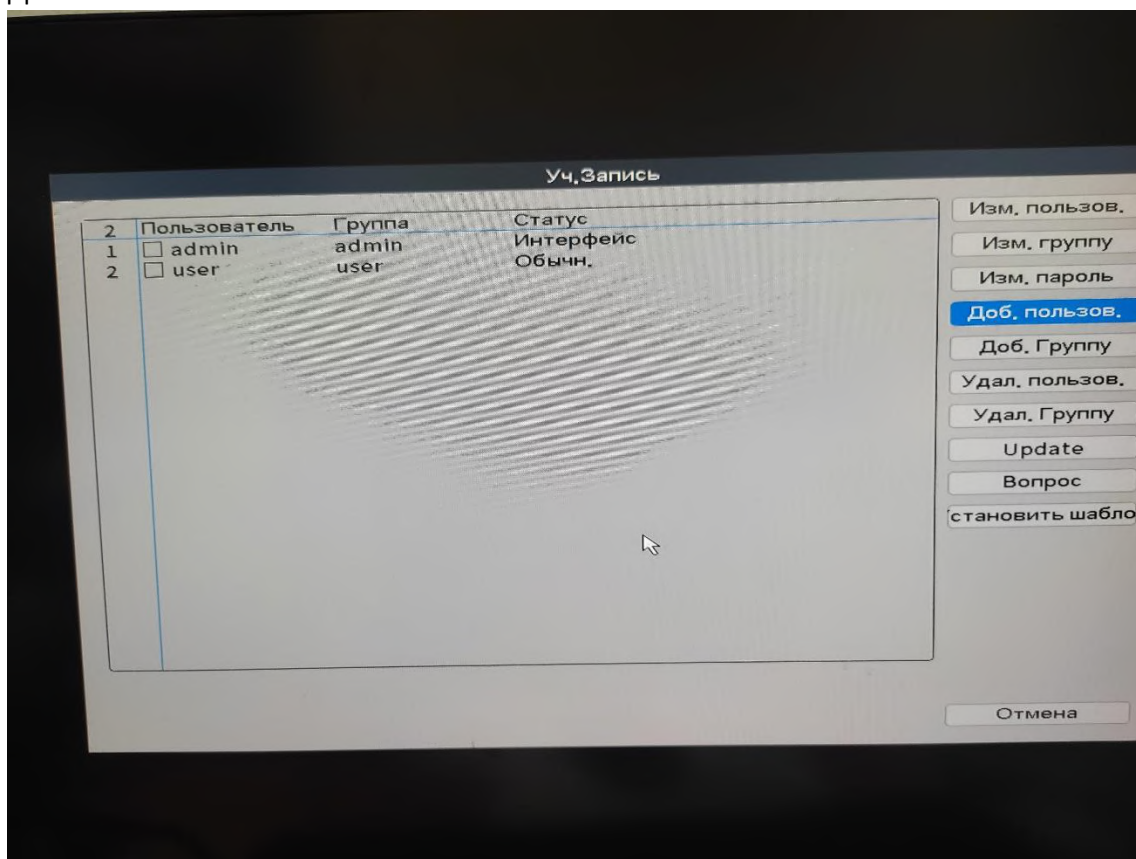 Уч.Запись
2 Пользователь Группа Статус
1 admin admin Интерфейс
2 user user Обычн.
Изм. пользов.
Изм. группу
Изм. пароль
Доб. пользов.
Доб. Группу
Удал. пользов.
Удал. Группу
Update
Вопрос
становить шабло
Отмена